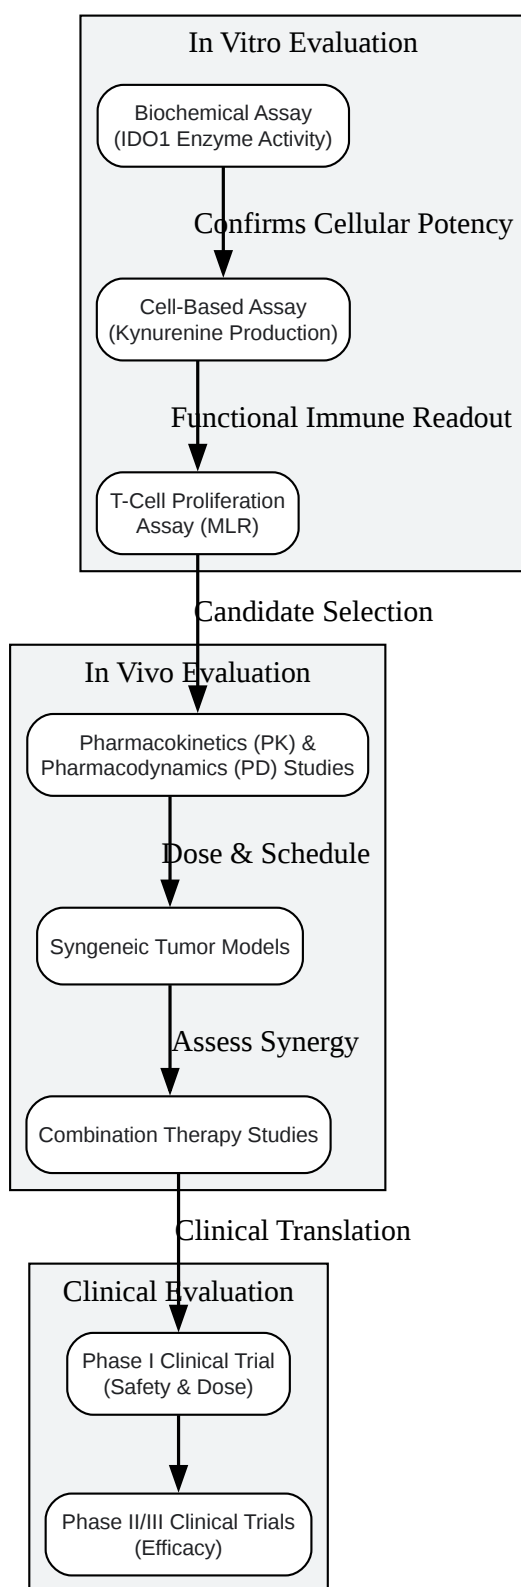 In Vitro Evaluation
Biochemical Assay
(IDO1 Enzyme Activity)
Confirms Cellular Potency
Cell-Based Assay
(Kynurenine Production)
Functional Immune Readout
T-Cell Proliferation
Assay (MLR)
Candidate Selection
In Vivo Evaluation
Pharmacokinetics (PK) &
Pharmacodynamics (PD) Studies
Dose & Schedule
Syngeneic Tumor Models
Assess Synergy
Combination Therapy Studies
Clinical Translation
Clinical Evaluation
Phase I Clinical Trial
(Safety & Dose)
Phase II/III Clinical Trials
(Efficacy)